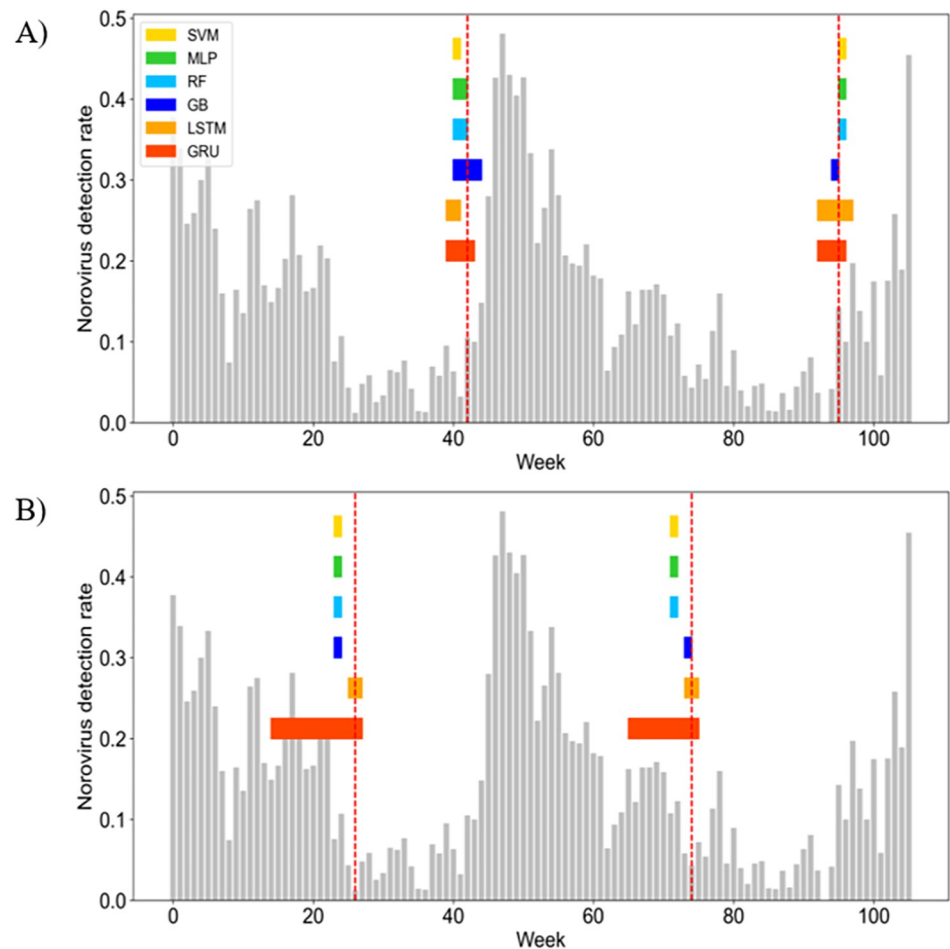 A)
SVM
MLP
RF
GB
LSTM
GRU
Norovirus detection rate
0.5
0.4
0.3
0.2
0.1
0.0
0 20 40 60 80 100
Week
B)
Norovirus detection rate
0.5
0.4
0.3
0.2
0.1
0.0
0 20 40 60 80 100
Week